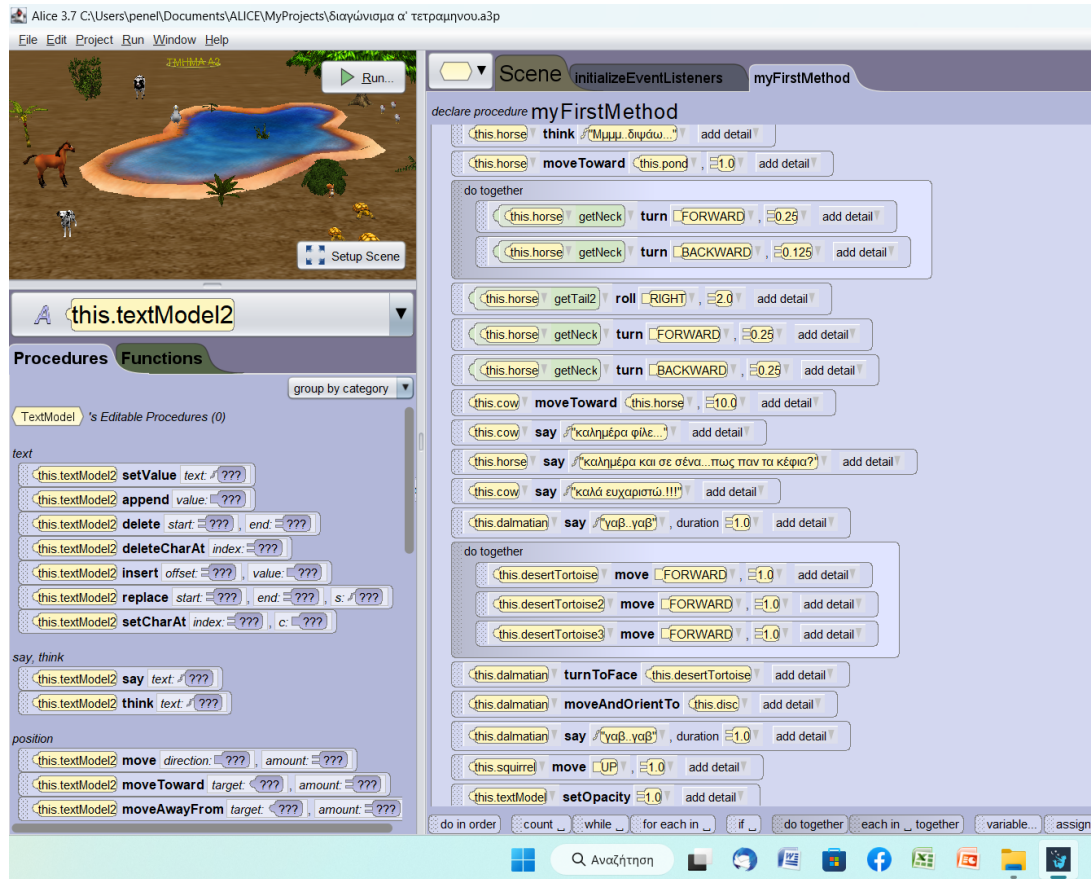 Alice 3.7 C:\Users\penel\Documents\ALICE\MyProjects\διαγώνισμα α' τετραμηνου.a3p
File Edit Project Run Window Help
ΤΜΗΜΑ Α2
Run...
Setup Scene
this.textModel2
Procedures Functions
group by category
TextModel 's Editable Procedures (0)
text
this.textModel2 setValue text: ???
this.textModel2 append value: ???
this.textModel2 delete start: ??? , end: ???
this.textModel2 deleteCharAt index: ???
this.textModel2 insert offset: ??? , value: ???
this.textModel2 replace start: ??? , end: ??? , s: ???
this.textModel2 setCharAt index: ??? , c: ???
say, think
this.textModel2 say text: ???
this.textModel2 think text: ???
position
this.textModel2 move direction: ??? , amount: ???
this.textModel2 moveToward target: ??? , amount: ???
this.textModel2 moveAwayFrom target: ??? , amount: ???
Scene initializeEventListeners myFirstMethod
declare procedure myFirstMethod
this.horse think "Μμμμ..διψάω..." add detail
this.horse moveToward this.pond , 1.0 add detail
do together
this.horse getNeck turn FORWARD , 0.25 add detail
this.horse getNeck turn BACKWARD , 0.125 add detail
this.horse getTail2 roll RIGHT , 2.0 add detail
this.horse getNeck turn FORWARD , 0.25 add detail
this.horse getNeck turn BACKWARD , 0.25 add detail
this.cow moveToward this.horse , 10.0 add detail
this.cow say "καλημέρα φίλε..." add detail
this.horse say "καλημέρα και σε σένα...πως παν τα κέφια?" add detail
this.cow say "καλά ευχαριστώ.!!!" add detail
this.dalmatian say "γαβ..γαβ" , duration 1.0 add detail
do together
this.desertTortoise move FORWARD , 1.0 add detail
this.desertTortoise2 move FORWARD , 1.0 add detail
this.desertTortoise3 move FORWARD , 1.0 add detail
this.dalmatian turnToFace this.desertTortoise add detail
this.dalmatian moveAndOrientTo this.disc add detail
this.dalmatian say "γαβ..γαβ" , duration 1.0 add detail
this.squirrel move UP , 1.0 add detail
this.textModel setOpacity 1.0 add detail
do in order count _ while _ for each in _ if _ do together each in _ together variable... assign
Αναζήτηση